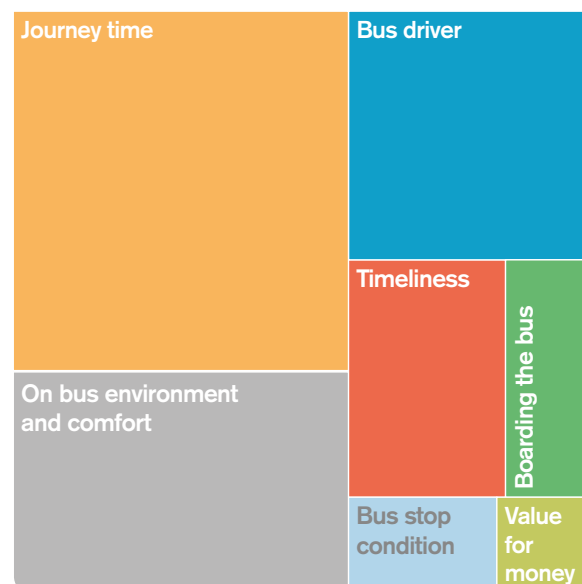 Journey time
Bus driver
On bus environment
and comfort
Timeliness
Boarding the bus
Bus stop
condition
Value
for
money